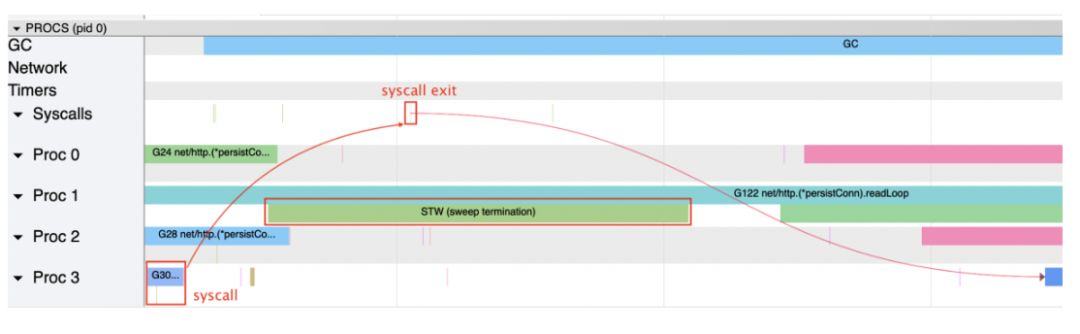 PROCS (pid 0)
GC
GC
Network
Timers
syscall exit
Syscalls
Proc 0
G24 net/http.(*persistCo...
Proc 1
G122 net/http.(*persistConn).readLoop
STW (sweep termination)
Proc 2
G28 net/http.(*persistCo...
Proc 3
G30...
syscall